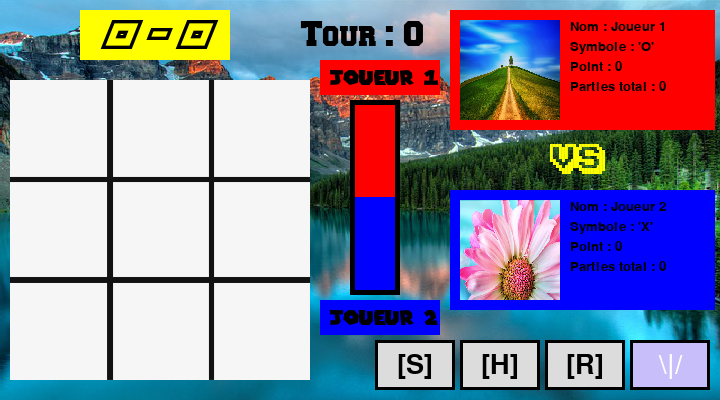 0-0
Tour : 0
JOUEUR 1
Nom : Joueur 1
Symbole : 'O'
Point : 0
Parties total : 0
VS
Nom : Joueur 2
Symbole : 'X'
Point : 0
Parties total : 0
JOUEUR 2
[S]
[H]
[R]
\|/